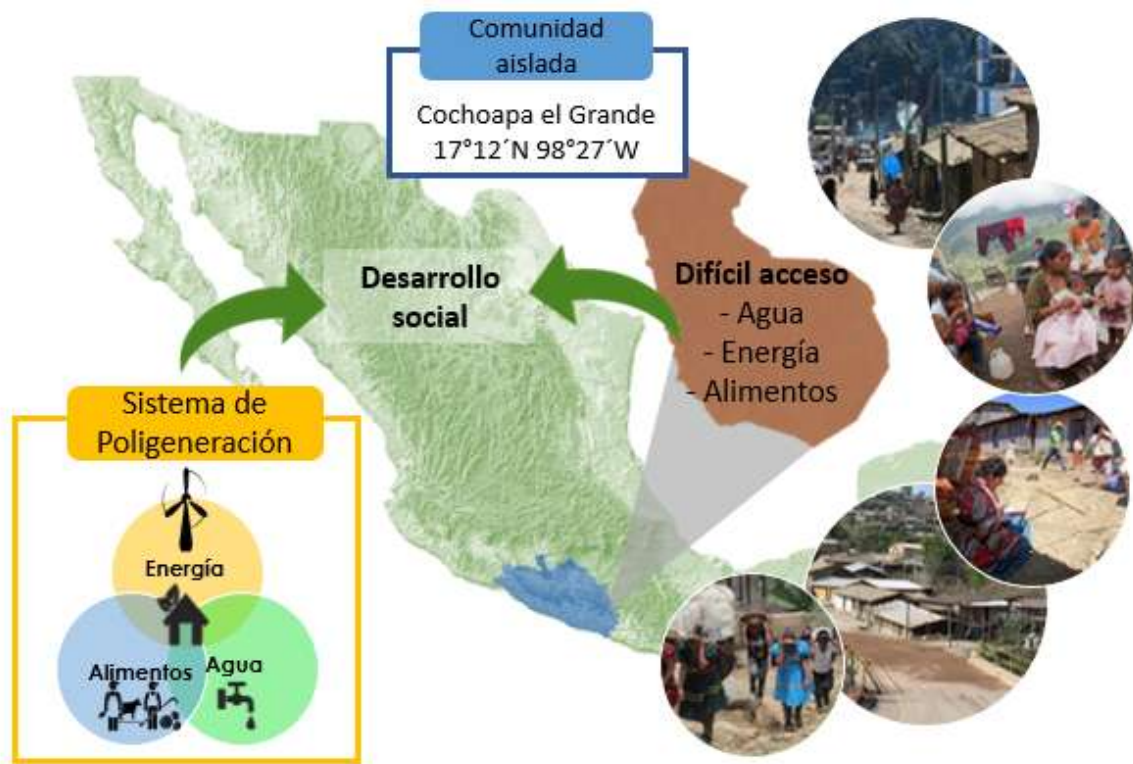 Comunidad
aislada
Cochoapa el Grande
17°12´N 98°27´W
Desarrollo
social
Difícil acceso
- Agua
- Energía
- Alimentos
Sistema de
Poligeneración
Energía
Alimentos
Agua